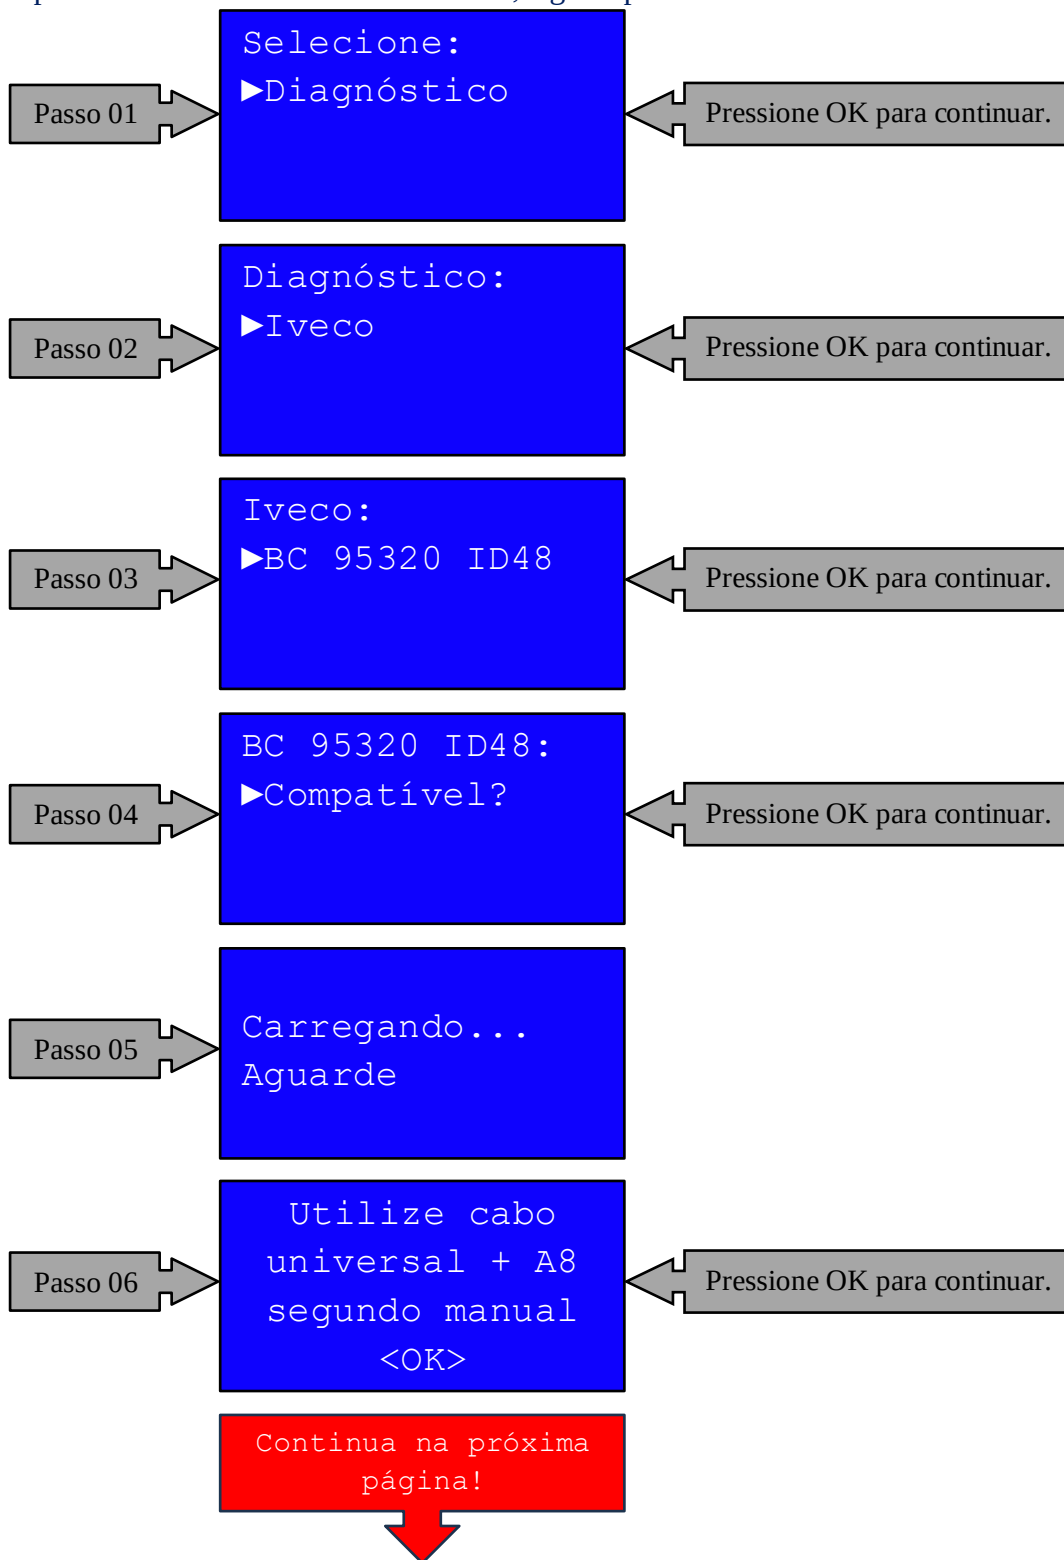 Selecione:
►Diagnóstico
Passo 01
Pressione OK para continuar.
Diagnóstico:
►Iveco
Passo 02
Pressione OK para continuar.
Iveco:
►BC 95320 ID48
Passo 03
Pressione OK para continuar.
BC 95320 ID48:
►Compatível?
Passo 04
Pressione OK para continuar.
Carregando...
Aguarde
Passo 05
Utilize cabo
universal + A8
segundo manual
<OK>
Passo 06
Pressione OK para continuar.
Continua na próxima
página!